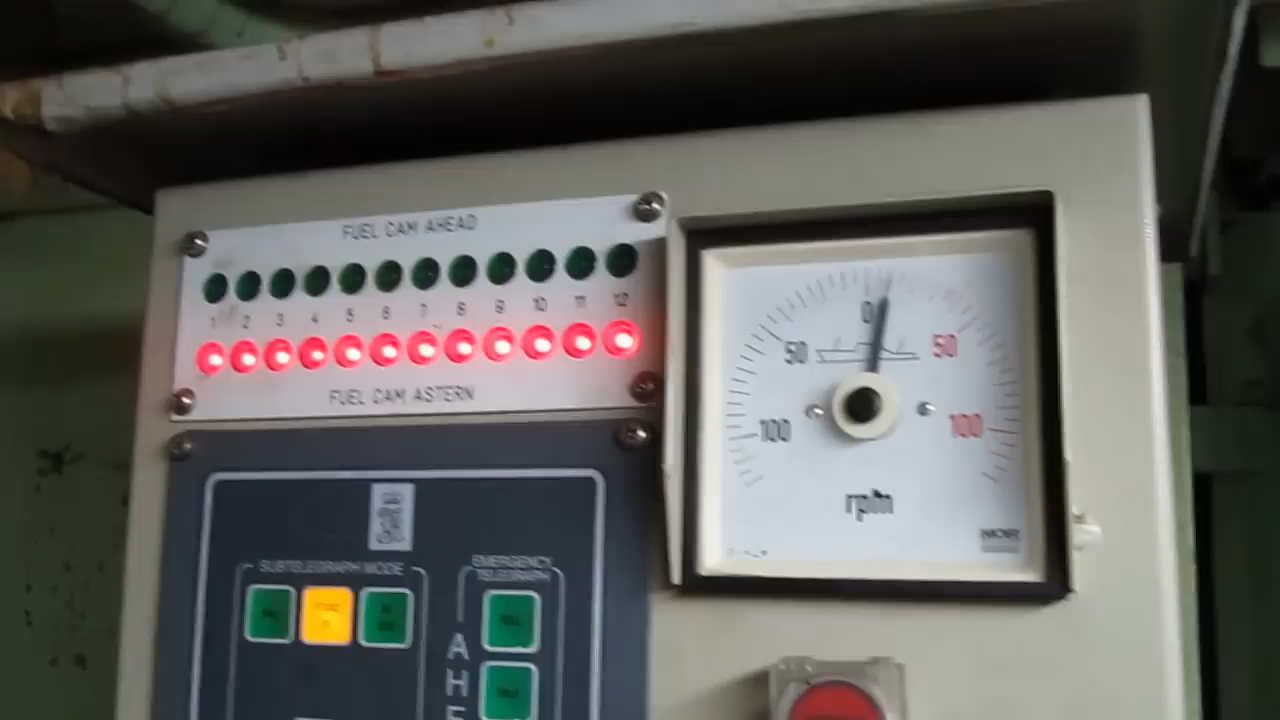 FUEL CAM AHEAD
1 2 3 4 5 6 7 8 9 10 11 12
FUEL CAM ASTERN
0
50 50
100 100
rpm
SUBTELEGRAPH MODE
EMERGENCY
TELEGRAPH
AHE